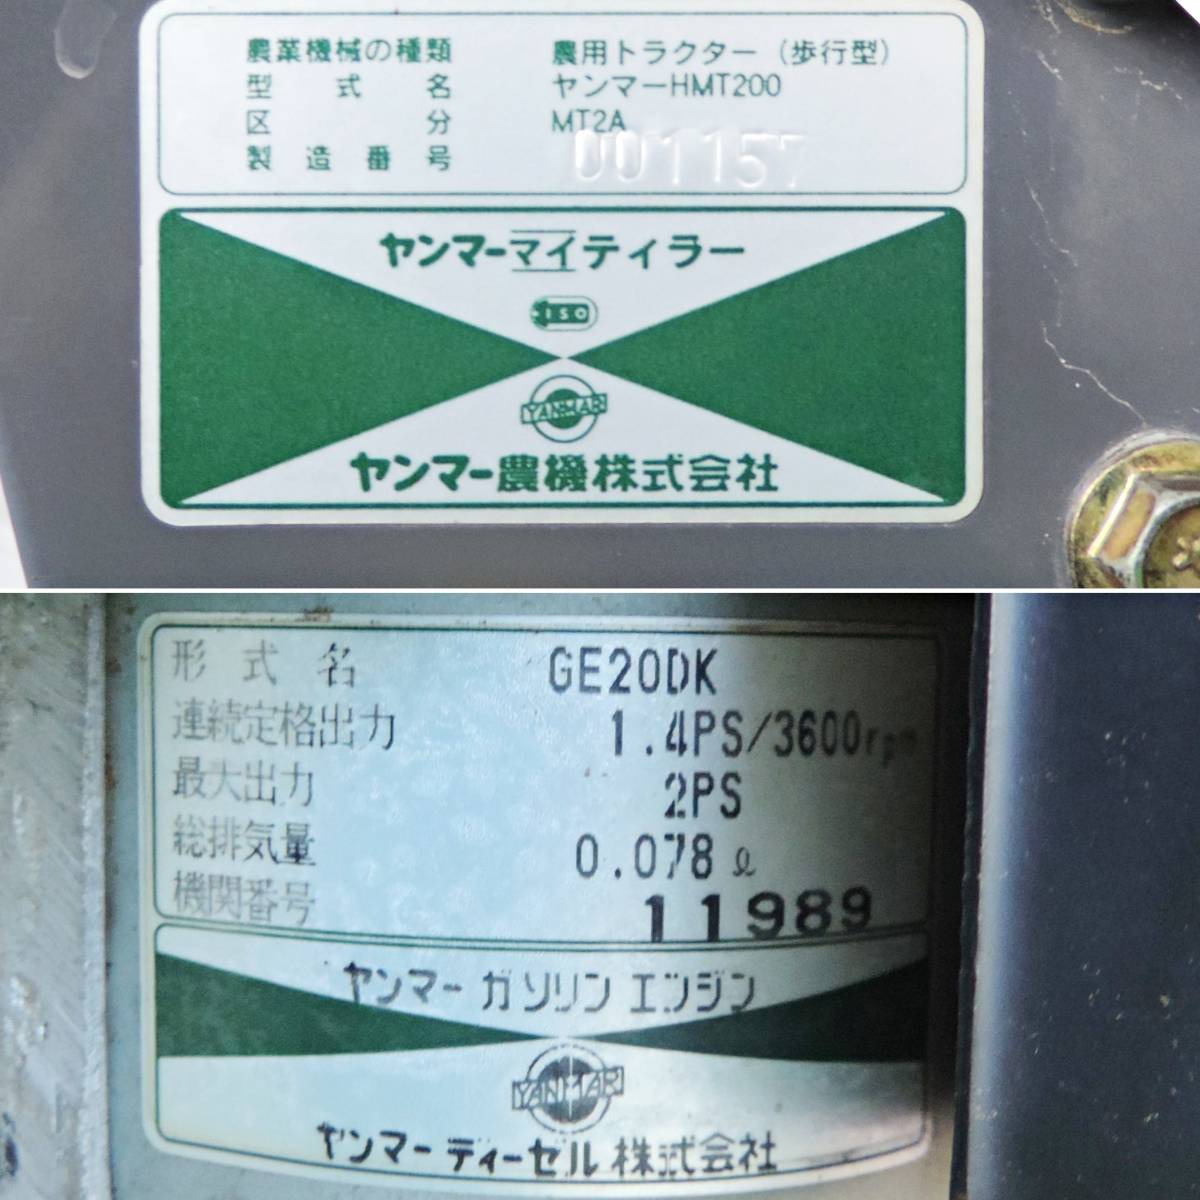 農業機械の種類 農用トラクター（歩行型）
型式名 ヤンマーHMT200
区分 MT2A
製造番号 001157
ヤンマーマイティラー
ISO
YANMAR
ヤンマー農機株式会社
形式名 GE20DK
連続定格出力 1.4PS/3600rpm
最大出力 2PS
総排気量 0.078ℓ
機関番号 11989
ヤンマーガソリンエンジン
YANMAR
ヤンマーディーゼル株式会社